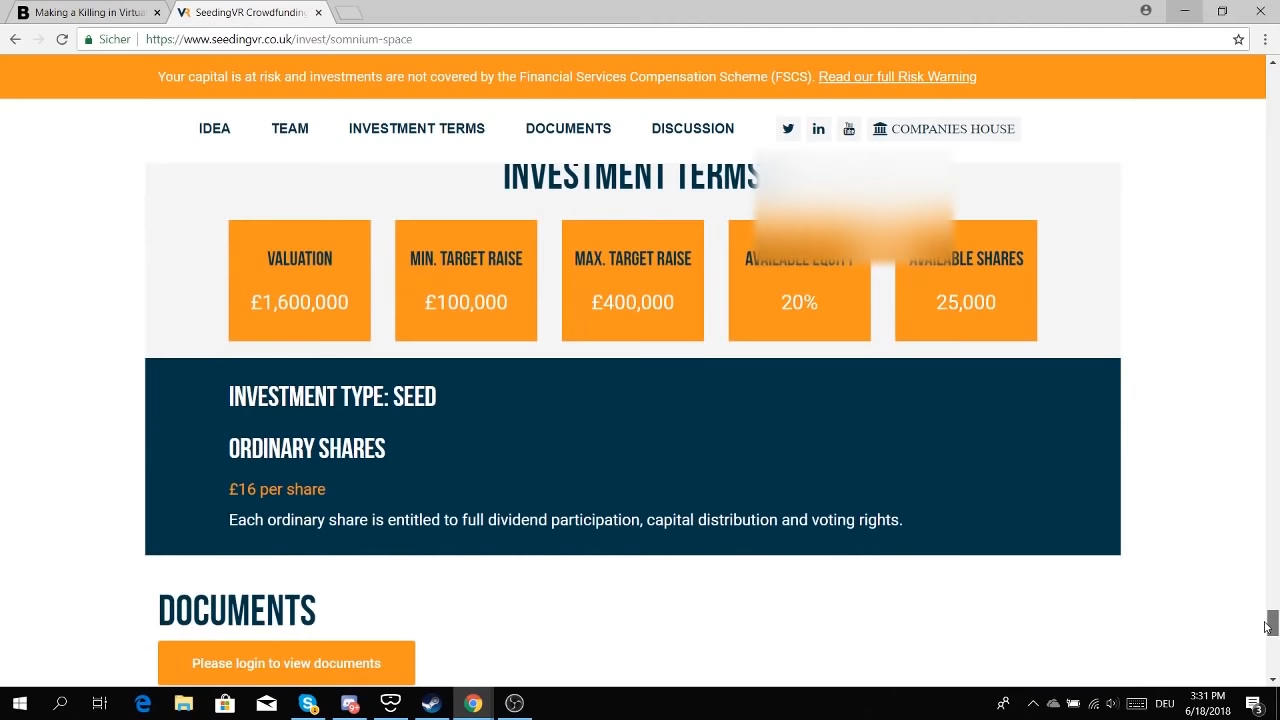 Making a Killing in Virtua
SeedingVR Crowdfunding
Sicher
https://www.seedingvr.co.uk/invest/somnium-space
Your capital is at risk and investments are not covered by the Financial Services Compensation Scheme (FSCS). Read our full Risk Warning
IDEA TEAM INVESTMENT TERMS DOCUMENTS DISCUSSION COMPANIES HOUSE
INVESTMENT TERMS
VALUATION MIN. TARGET RAISE MAX. TARGET RAISE AVAILABLE EQUITY AVAILABLE SHARES
£1,600,000 £100,000 £400,000 20% 25,000
INVESTMENT TYPE: SEED
ORDINARY SHARES
£16 per share
Each ordinary share is entitled to full dividend participation, capital distribution and voting rights.
DOCUMENTS
Please login to view documents
DEU
3:31 PM
6/18/2018